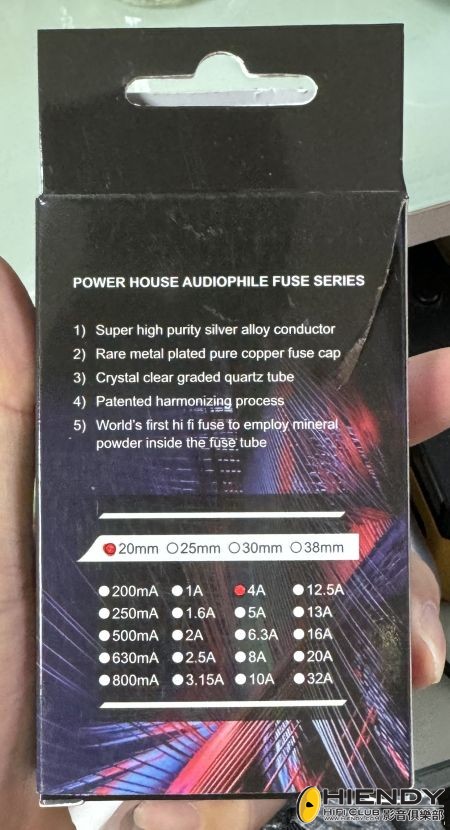 POWER HOUSE AUDIOPHILE FUSE SERIES
1) Super high purity silver alloy conductor
2) Rare metal plated pure copper fuse cap
3) Crystal clear graded quartz tube
4) Patented harmonizing process
5) World's first hi fi fuse to employ mineral
powder inside the fuse tube
20mm 25mm 30mm 38mm
200mA 1A 4A 12.5A
250mA 1.6A 5A 13A
500mA 2A 6.3A 16A
630mA 2.5A 8A 20A
800mA 3.15A 10A 32A
HIENDY
HIFI CLUB 影音俱樂部
WWW.HIENDY.COM